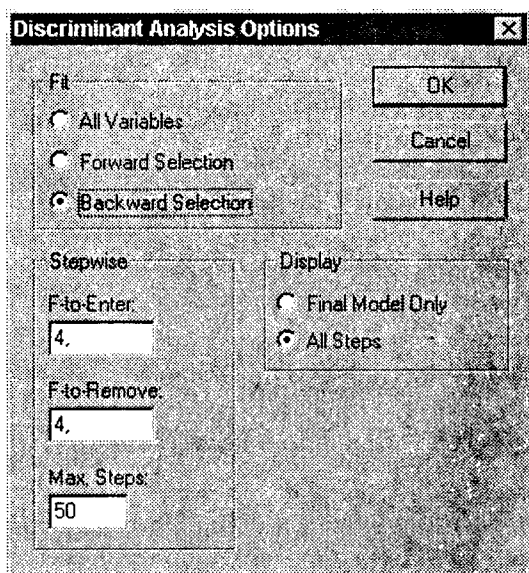 Discriminant Analysis Options
Fit
All Variables
Forward Selection
Backward Selection
OK
Cancel
Help
Stepwise
F-to-Enter:
4,
F-to-Remove:
4,
Max. Steps:
50
Display
Final Model Only
All Steps